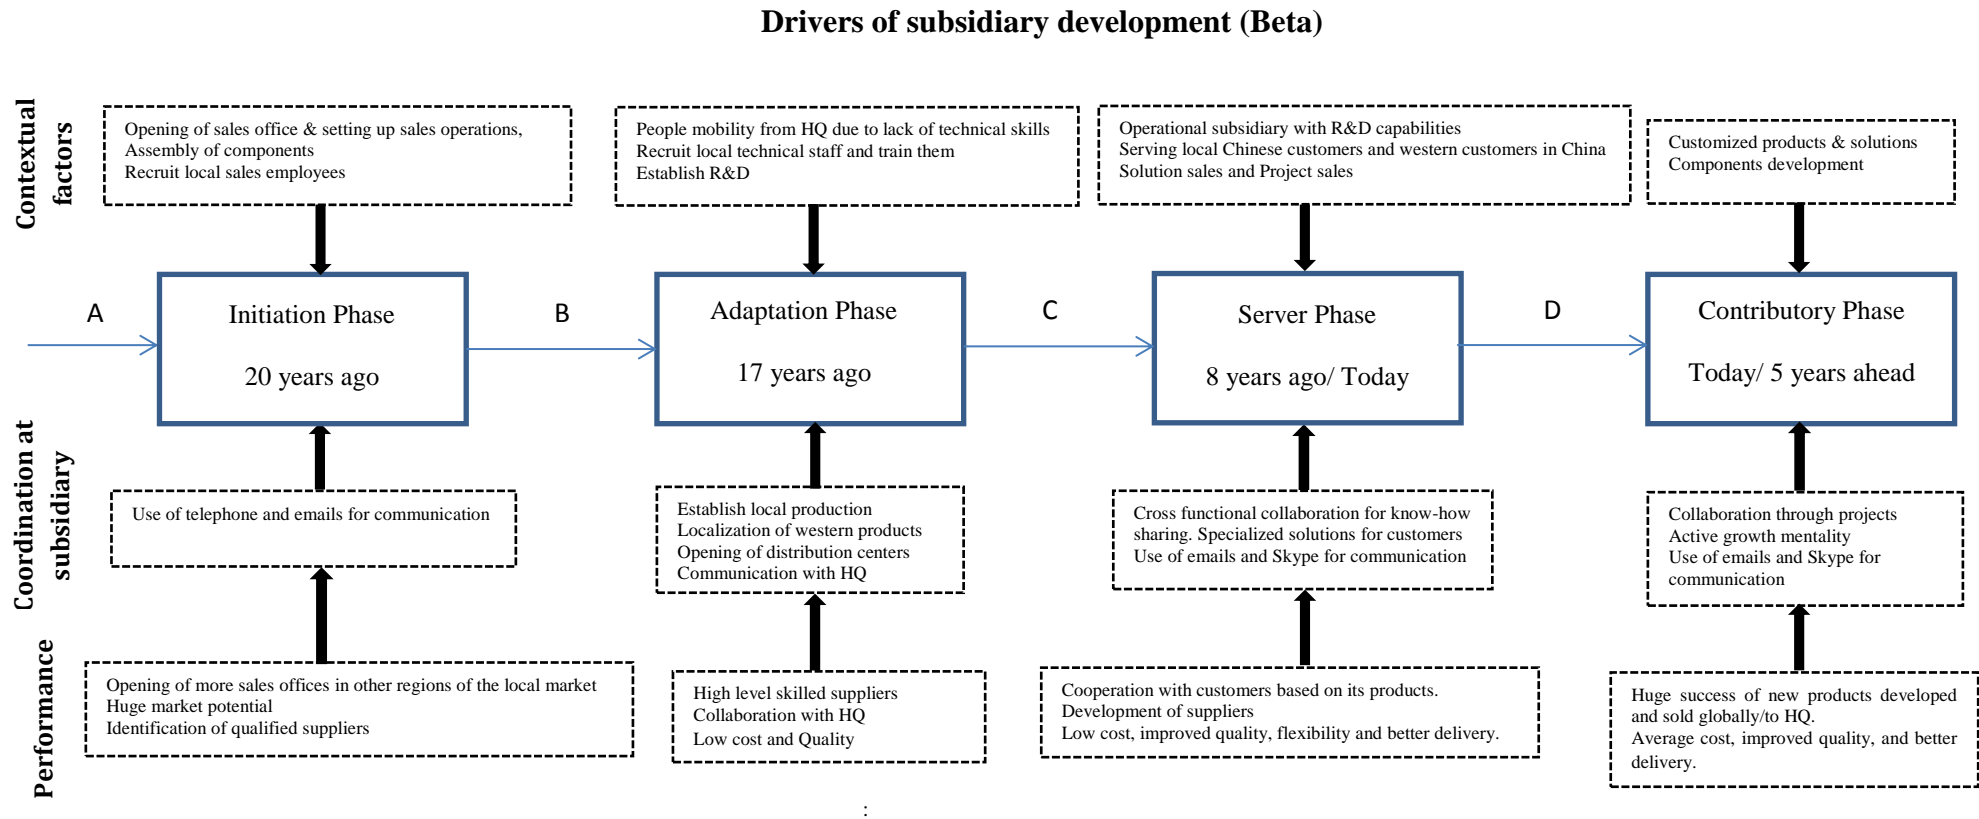 Drivers of subsidiary development (Beta)
Contextual
factors
Opening of sales office & setting up sales operations,
Assembly of components
Recruit local sales employees
People mobility from HQ due to lack of technical skills
Recruit local technical staff and train them
Establish R&D
Operational subsidiary with R&D capabilities
Serving local Chinese customers and western customers in China
Solution sales and Project sales
Customized products & solutions
Components development
A
Initiation Phase
20 years ago
B
Adaptation Phase
17 years ago
C
Server Phase
8 years ago/ Today
D
Contributory Phase
Today/ 5 years ahead
Coordination at
subsidiary
Use of telephone and emails for communication
Establish local production
Localization of western products
Opening of distribution centers
Communication with HQ
Cross functional collaboration for know-how
sharing. Specialized solutions for customers
Use of emails and Skype for communication
Collaboration through projects
Active growth mentality
Use of emails and Skype for
communication
Performance
Opening of more sales offices in other regions of the local market
Huge market potential
Identification of qualified suppliers
High level skilled suppliers
Collaboration with HQ
Low cost and Quality
Cooperation with customers based on its products.
Development of suppliers
Low cost, improved quality, flexibility and better delivery.
Huge success of new products developed
and sold globally/to HQ.
Average cost, improved quality, and better
delivery.
: